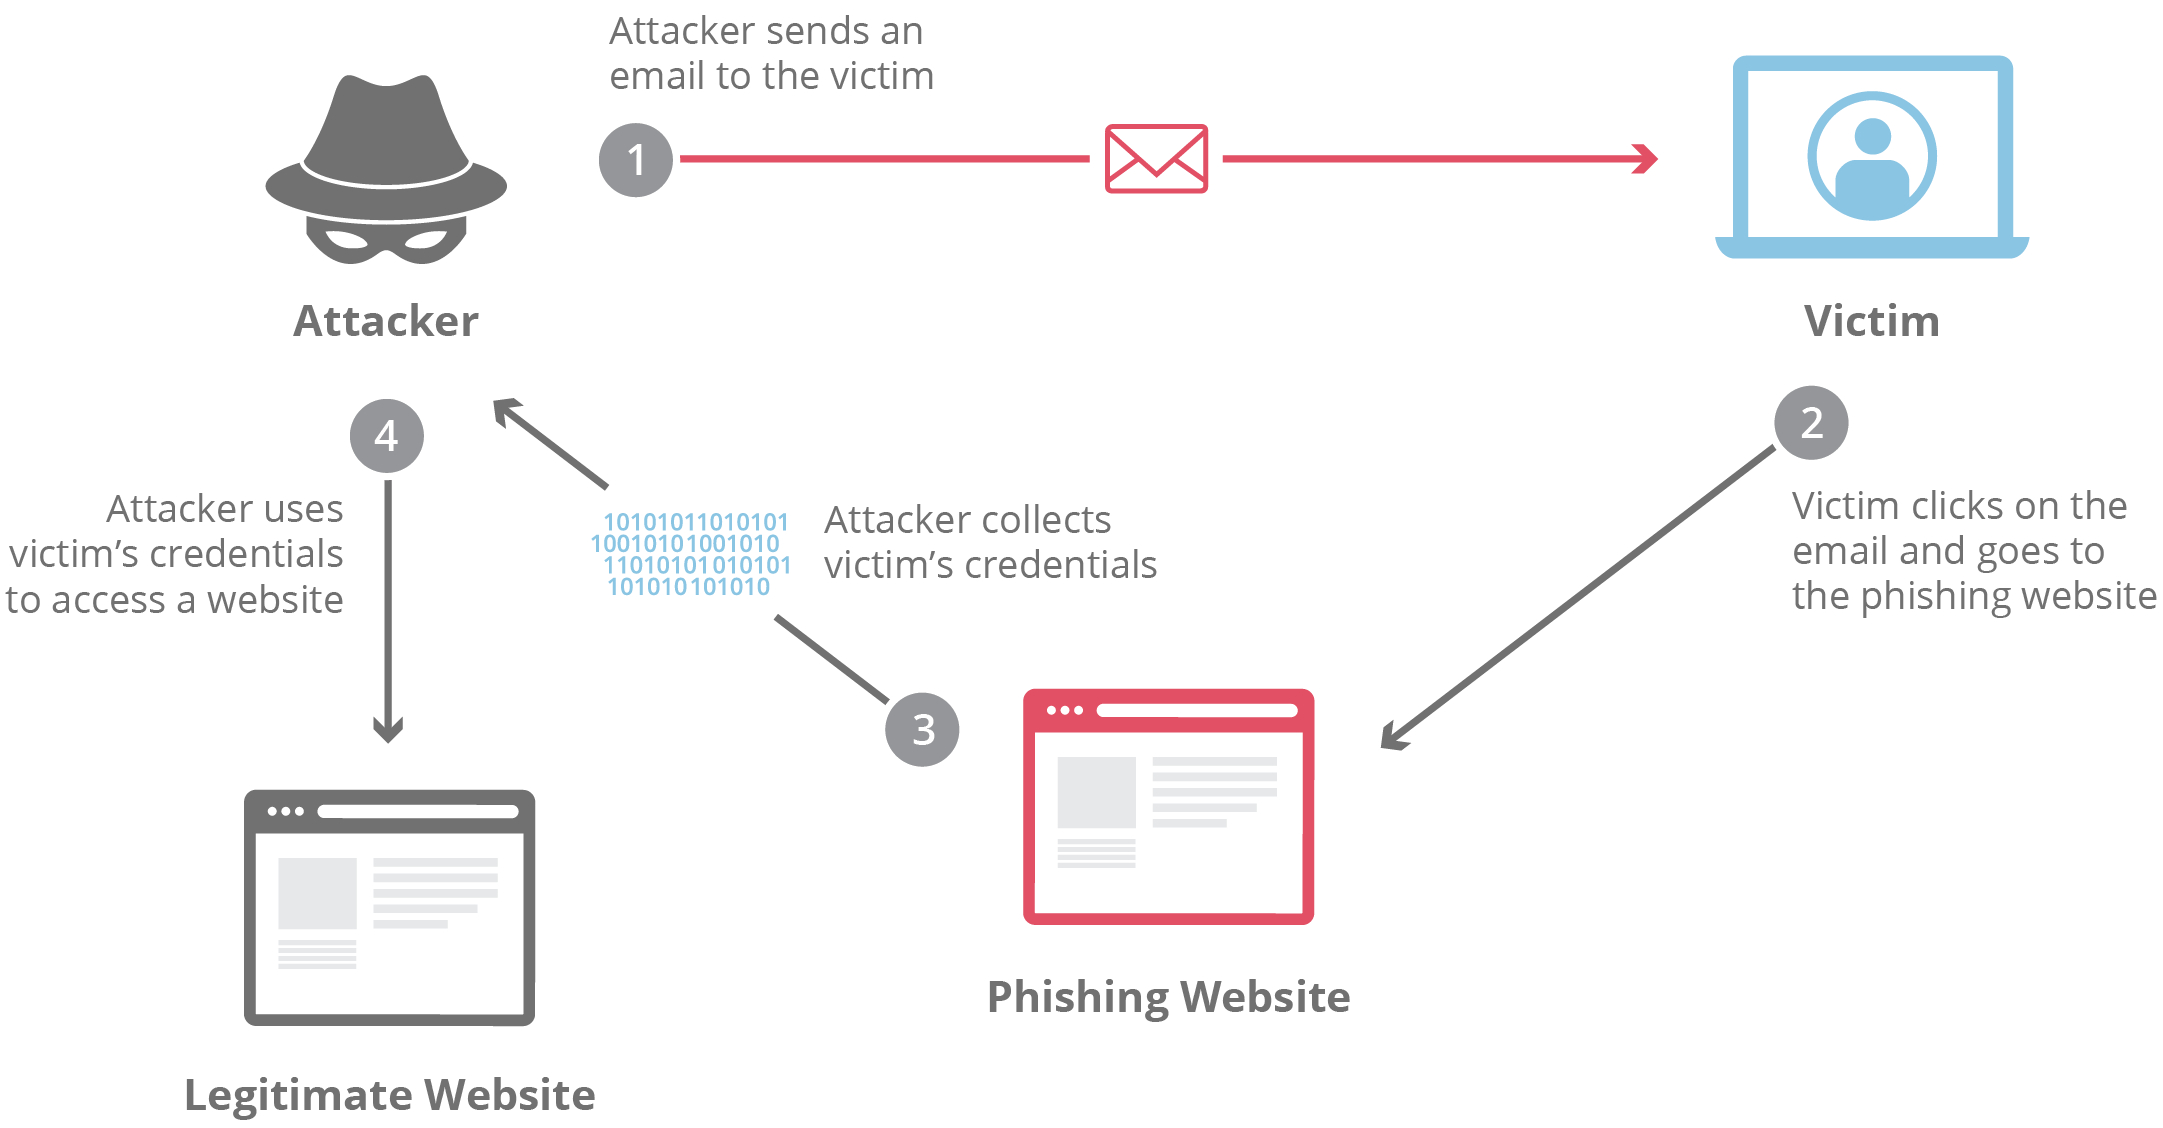 Attacker sends an
email to the victim
1
Attacker
Victim
2
Victim clicks on the
email and goes to
the phishing website
3
10101011010101
10010101001010
11010101010101
101010101010
Attacker collects
victim's credentials
4
Attacker uses
victim's credentials
to access a website
Phishing Website
Legitimate Website